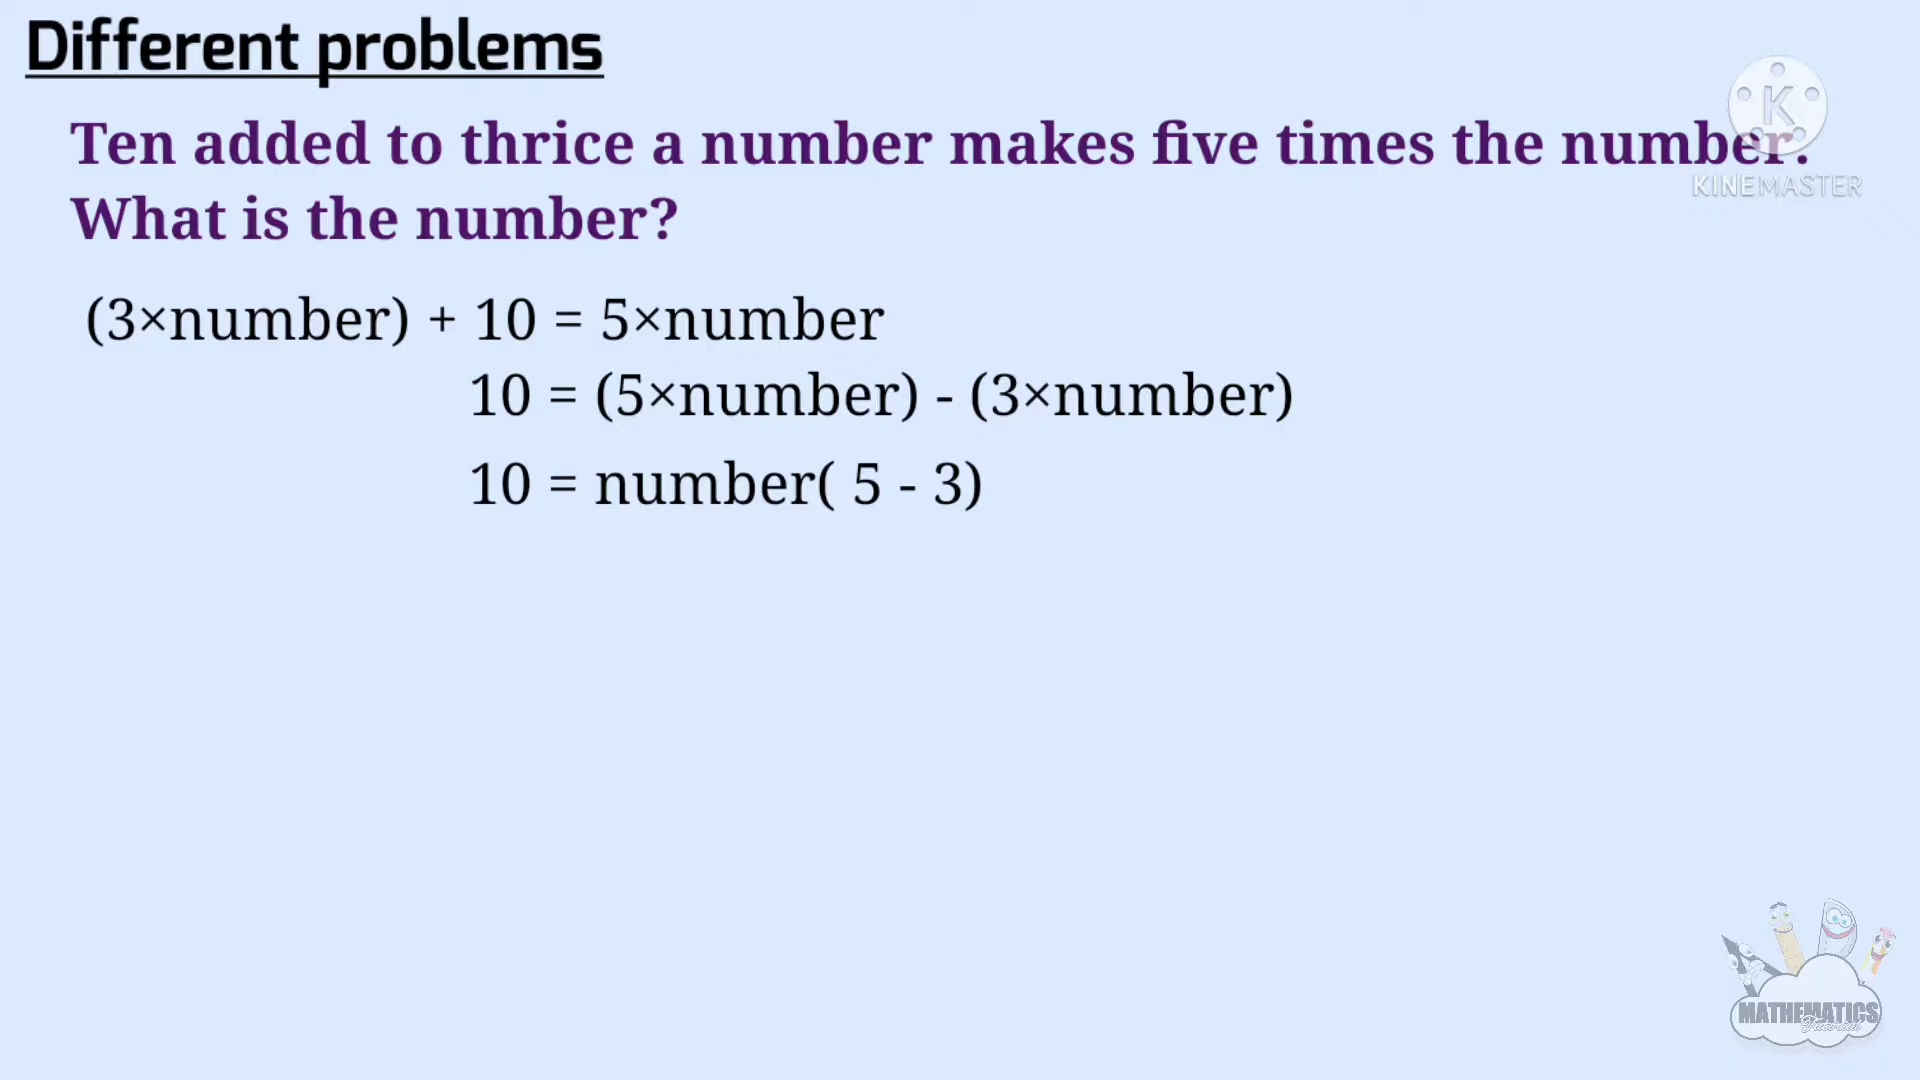 Different problems
Ten added to thrice a number makes five times the number.
What is the number?
(3×number) + 10 = 5×number
10 = (5×number) - (3×number)
10 = number( 5 - 3)
K
KINEMASTER
MATHEMATICS
Tutorial